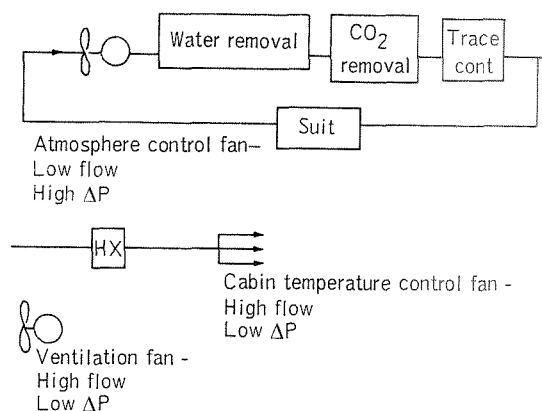 Water removal
CO2
removal
Trace
cont
Suit
Atmosphere control fan—
Low flow
High ΔP
HX
Cabin temperature control fan -
High flow
Low ΔP
Ventilation fan -
High flow
Low ΔP